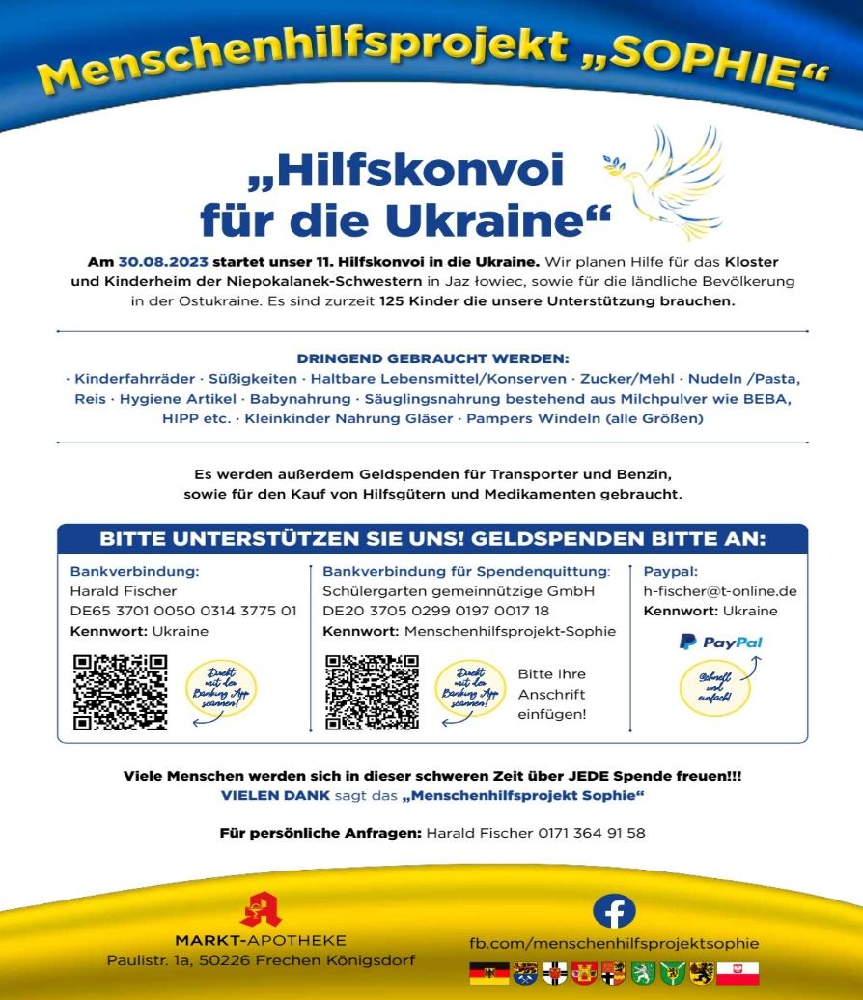 Menschenhilfsprojekt „SOPHIE“
„Hilfskonvoi
für die Ukraine“
Am 30.08.2023 startet unser 11. Hilfskonvoi in die Ukraine. Wir planen Hilfe für das Kloster
und Kinderheim der Niepokalanek-Schwestern in Jaz łowiec, sowie für die ländliche Bevölkerung
in der Ostukraine. Es sind zurzeit 125 Kinder die unsere Unterstützung brauchen.
DRINGEND GEBRAUCHT WERDEN:
· Kinderfahrräder · Süßigkeiten · Haltbare Lebensmittel/Konserven · Zucker/Mehl · Nudeln /Pasta,
Reis · Hygiene Artikel · Babynahrung · Säuglingsnahrung bestehend aus Milchpulver wie BEBA,
HIPP etc. · Kleinkinder Nahrung Gläser · Pampers Windeln (alle Größen)
Es werden außerdem Geldspenden für Transporter und Benzin,
sowie für den Kauf von Hilfsgütern und Medikamenten gebraucht.
BITTE UNTERSTÜTZEN SIE UNS! GELDSPENDEN BITTE AN:
Bankverbindung:
Harald Fischer
DE65 3701 0050 0314 3775 01
Kennwort: Ukraine
Direkt
mit der
Banking App
scannen!
Bankverbindung für Spendenquittung:
Schülergarten gemeinnützige GmbH
DE20 3705 0299 0197 0017 18
Kennwort: Menschenhilfsprojekt-Sophie
Direkt
mit der
Banking App
scannen!
Bitte Ihre
Anschrift
einfügen!
Paypal:
h-fischer@t-online.de
Kennwort: Ukraine
PayPal
Schnell
und
einfach!
Viele Menschen werden sich in dieser schweren Zeit über JEDE Spende freuen!!!
VIELEN DANK sagt das „Menschenhilfsprojekt Sophie“
Für persönliche Anfragen: Harald Fischer 0171 364 91 58
MARKT-APOTHEKE
Paulistr. 1a, 50226 Frechen Königsdorf
fb.com/menschenhilfsprojektsophie